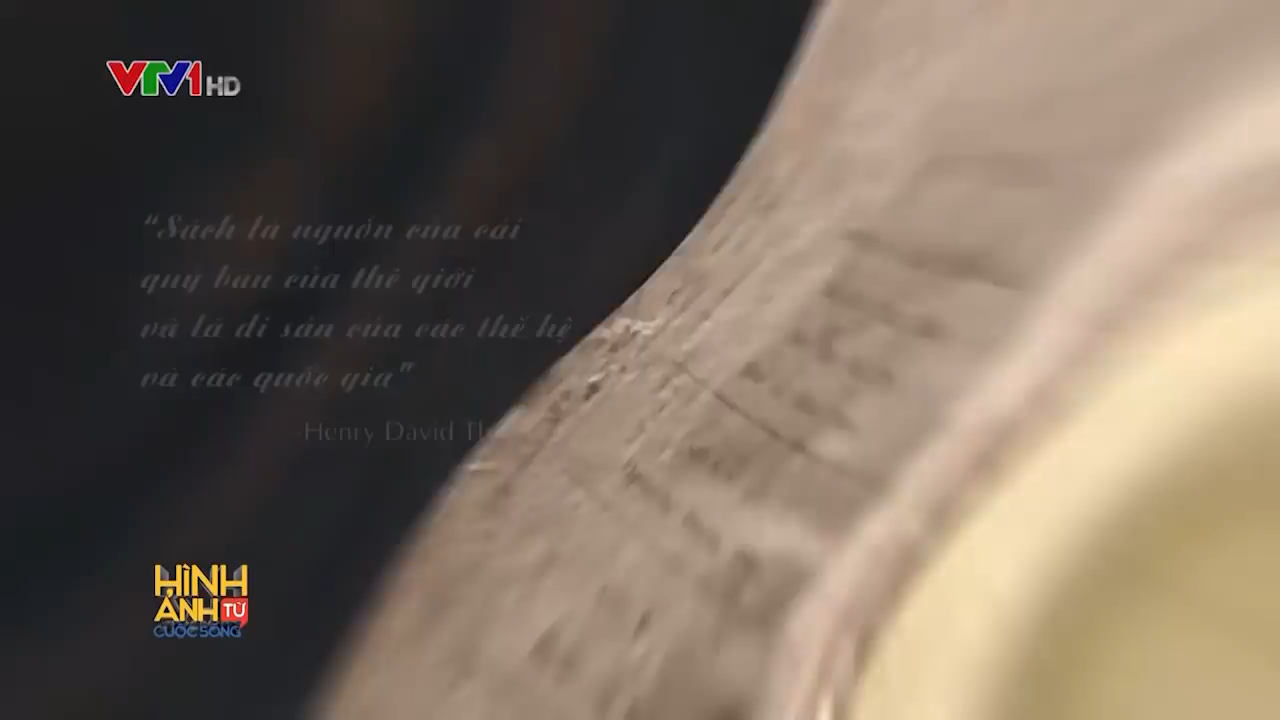 VTV1 HD
"Sách là nguồn của cải
quý báu của thế giới
và là di sản của các thế hệ
và các quốc gia"
-Henry David
HÌNH
ẢNH TỪ
CUỘC SỐNG